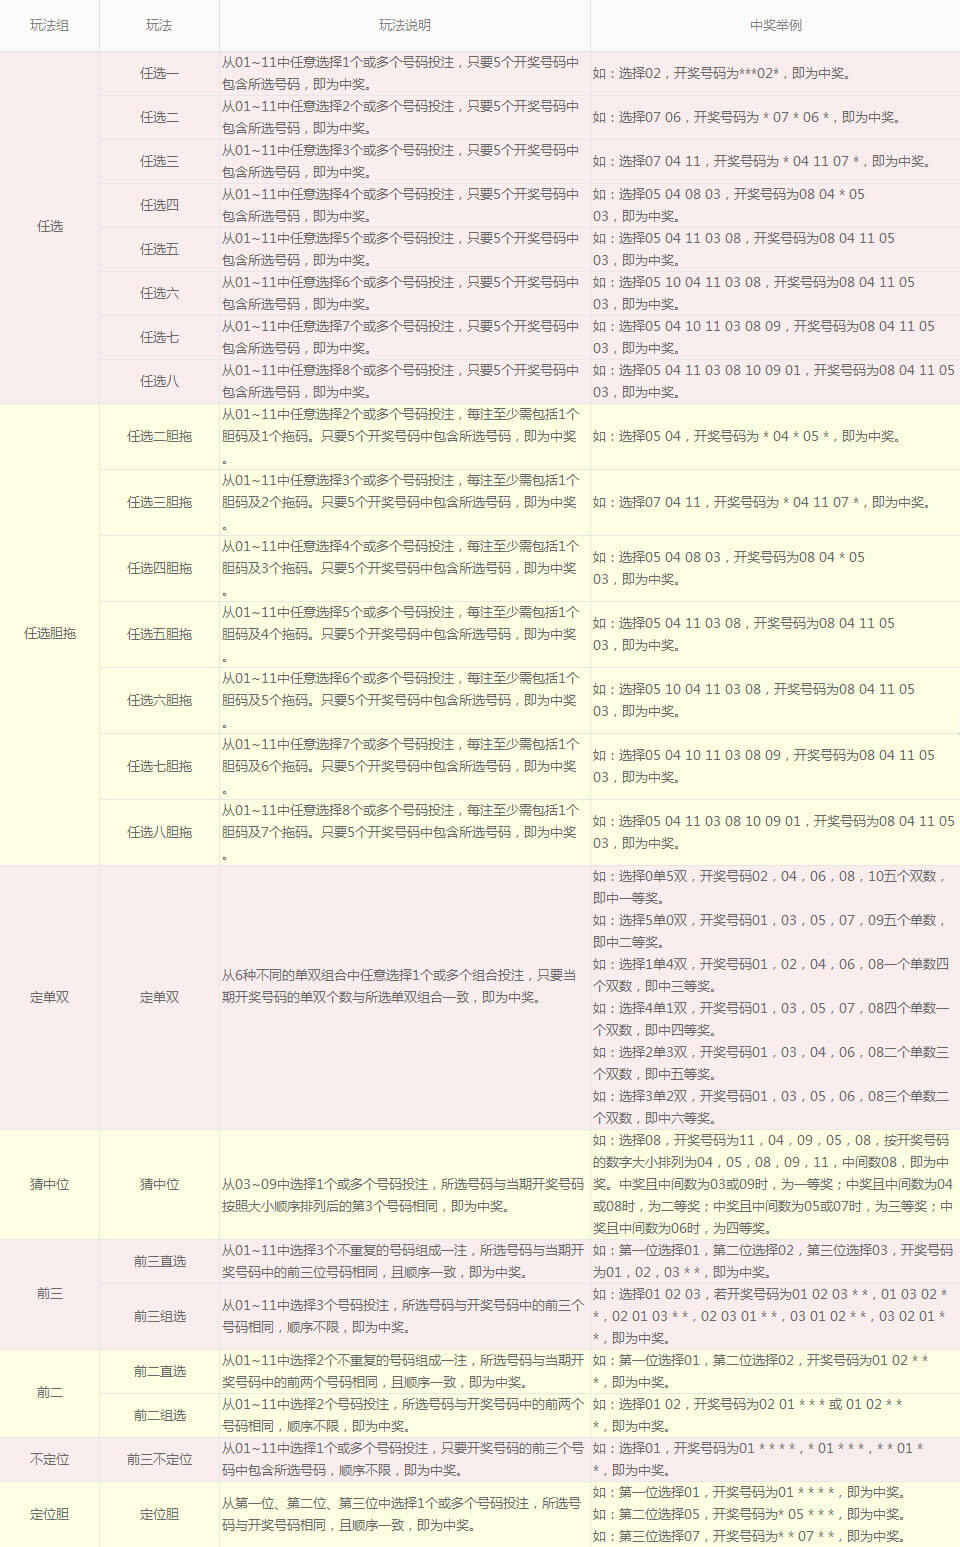 玩法组 玩法 玩法说明 中奖举例
任选
任选一
从01~11中任意选择1个或多个号码投注，只要5个开奖号码中
包含所选号码，即为中奖。
如：选择02，开奖号码为***02*，即为中奖。
任选二
从01~11中任意选择2个或多个号码投注，只要5个开奖号码中
包含所选号码，即为中奖。
如：选择07 06，开奖号码为 * 07 * 06 *，即为中奖。
任选三
从01~11中任意选择3个或多个号码投注，只要5个开奖号码中
包含所选号码，即为中奖。
如：选择07 04 11，开奖号码为 * 04 11 07 *，即为中奖。
任选四
从01~11中任意选择4个或多个号码投注，只要5个开奖号码中
包含所选号码，即为中奖。
如：选择05 04 08 03，开奖号码为08 04 * 05
03，即为中奖。
任选五
从01~11中任意选择5个或多个号码投注，只要5个开奖号码中
包含所选号码，即为中奖。
如：选择05 04 11 03 08，开奖号码为08 04 11 05
03，即为中奖。
任选六
从01~11中任意选择6个或多个号码投注，只要5个开奖号码中
包含所选号码，即为中奖。
如：选择05 10 04 11 03 08，开奖号码为08 04 11 05
03，即为中奖。
任选七
从01~11中任意选择7个或多个号码投注，只要5个开奖号码中
包含所选号码，即为中奖。
如：选择05 04 10 11 03 08 09，开奖号码为08 04 11 05
03，即为中奖。
任选八
从01~11中任意选择8个或多个号码投注，只要5个开奖号码中
包含所选号码，即为中奖。
如：选择05 04 11 03 08 10 09 01，开奖号码为08 04 11 05
03，即为中奖。
任选胆拖
任选二胆拖
从01~11中任意选择2个或多个号码投注，每注至少需包括1个
胆码及1个拖码。只要5个开奖号码中包含所选号码，即为中奖
。
如：选择05 04，开奖号码为 * 04 * 05 *，即为中奖。
任选三胆拖
从01~11中任意选择3个或多个号码投注，每注至少需包括1个
胆码及2个拖码。只要5个开奖号码中包含所选号码，即为中奖
。
如：选择07 04 11，开奖号码为 * 04 11 07 *，即为中奖。
任选四胆拖
从01~11中任意选择4个或多个号码投注，每注至少需包括1个
胆码及3个拖码。只要5个开奖号码中包含所选号码，即为中奖
。
如：选择05 04 08 03，开奖号码为08 04 * 05
03，即为中奖。
任选五胆拖
从01~11中任意选择5个或多个号码投注，每注至少需包括1个
胆码及4个拖码。只要5个开奖号码中包含所选号码，即为中奖
。
如：选择05 04 11 03 08，开奖号码为08 04 11 05
03，即为中奖。
任选六胆拖
从01~11中任意选择6个或多个号码投注，每注至少需包括1个
胆码及5个拖码。只要5个开奖号码中包含所选号码，即为中奖
。
如：选择05 10 04 11 03 08，开奖号码为08 04 11 05
03，即为中奖。
任选七胆拖
从01~11中任意选择7个或多个号码投注，每注至少需包括1个
胆码及6个拖码。只要5个开奖号码中包含所选号码，即为中奖
。
如：选择05 04 10 11 03 08 09，开奖号码为08 04 11 05
03，即为中奖。
任选八胆拖
从01~11中任意选择8个或多个号码投注，每注至少需包括1个
胆码及7个拖码。只要5个开奖号码中包含所选号码，即为中奖
。
如：选择05 04 11 03 08 10 09 01，开奖号码为08 04 11 05
03，即为中奖。
定单双
定单双
从6种不同的单双组合中任意选择1个或多个组合投注，只要当
期开奖号码的单双个数与所选单双组合一致，即为中奖。
如：选择0单5双，开奖号码02，04，06，08，10五个双数，
即中一等奖。
如：选择5单0双，开奖号码01，03，05，07，09五个单数，
即中二等奖。
如：选择1单4双，开奖号码01，02，04，06，08一个单数四
个双数，即中三等奖。
如：选择4单1双，开奖号码01，03，05，07，08四个单数一
个双数，即中四等奖。
如：选择2单3双，开奖号码01，03，04，06，08二个单数三
个双数，即中五等奖。
如：选择3单2双，开奖号码01，03，05，06，08三个单数二
个双数，即中六等奖。
猜中位
猜中位
从03~09中选择1个或多个号码投注，所选号码与当期开奖号码
按照大小顺序排列后的第3个号码相同，即为中奖。
如：选择08，开奖号码为11，04，09，05，08，按开奖号码
的数字大小排列为04，05，08，09，11，中间数08，即为中
奖。中奖且中间数为03或09时，为一等奖；中奖且中间数为04
或08时，为二等奖；中奖且中间数为05或07时，为三等奖；中
奖且中间数为06时，为四等奖。
前三
前三直选
从01~11中选择3个不重复的号码组成一注，所选号码与当期开
奖号码中的前三位号码相同，且顺序一致，即为中奖。
如：第一位选择01，第二位选择02，第三位选择03，开奖号码
为01，02，03 * *，即为中奖。
前三组选
从01~11中选择3个号码投注，所选号码与开奖号码中的前三个
号码相同，顺序不限，即为中奖。
如：选择01 02 03，若开奖号码为01 02 03 * *，01 03 02 *
*，02 01 03 * *，02 03 01 * *，03 01 02 * *，03 02 01 *
*，即为中奖。
前二
前二直选
从01~11中选择2个不重复的号码组成一注，所选号码与当期开
奖号码中的前两个号码相同，且顺序一致，即为中奖。
如：第一位选择01，第二位选择02，开奖号码为01 02 * *
*，即为中奖。
前二组选
从01~11中选择2个号码投注，所选号码与开奖号码中的前两个
号码相同，顺序不限，即为中奖。
如：选择01 02，开奖号码为02 01 * * * 或 01 02 * *
*，即为中奖。
不定位
前三不定位
从01~11中选择1个或多个号码投注，只要开奖号码的前三个号
码中包含所选号码，顺序不限，即为中奖。
如：选择01，开奖号码为01 * * * *，* 01 * * *，* * 01 *
*，即为中奖。
定位胆
定位胆
从第一位、第二位、第三位中选择1个或多个号码投注，所选号
码与开奖号码相同，且顺序一致，即为中奖。
如：第一位选择01，开奖号码为01 * * * *，即为中奖。
如：第二位选择05，开奖号码为* 05 * * *，即为中奖。
如：第三位选择07，开奖号码为* * 07 * *，即为中奖。